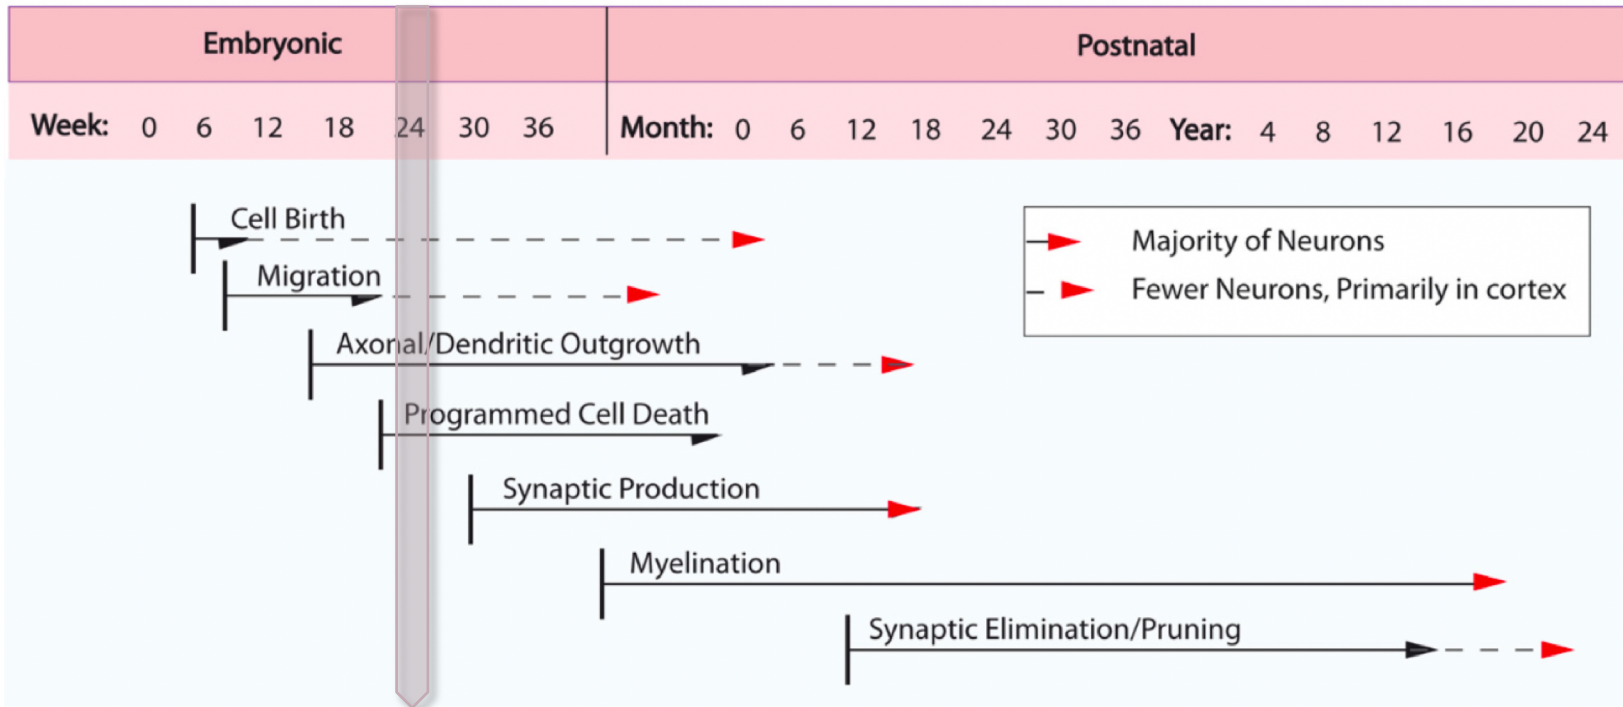 Embryonic Postnatal
Week: 0 6 12 18 24 30 36 Month: 0 6 12 18 24 30 36 Year: 4 8 12 16 20 24
Cell Birth
Majority of Neurons
Migration
Fewer Neurons, Primarily in cortex
Axonal/Dendritic Outgrowth
Programmed Cell Death
Synaptic Production
Myelination
Synaptic Elimination/Pruning